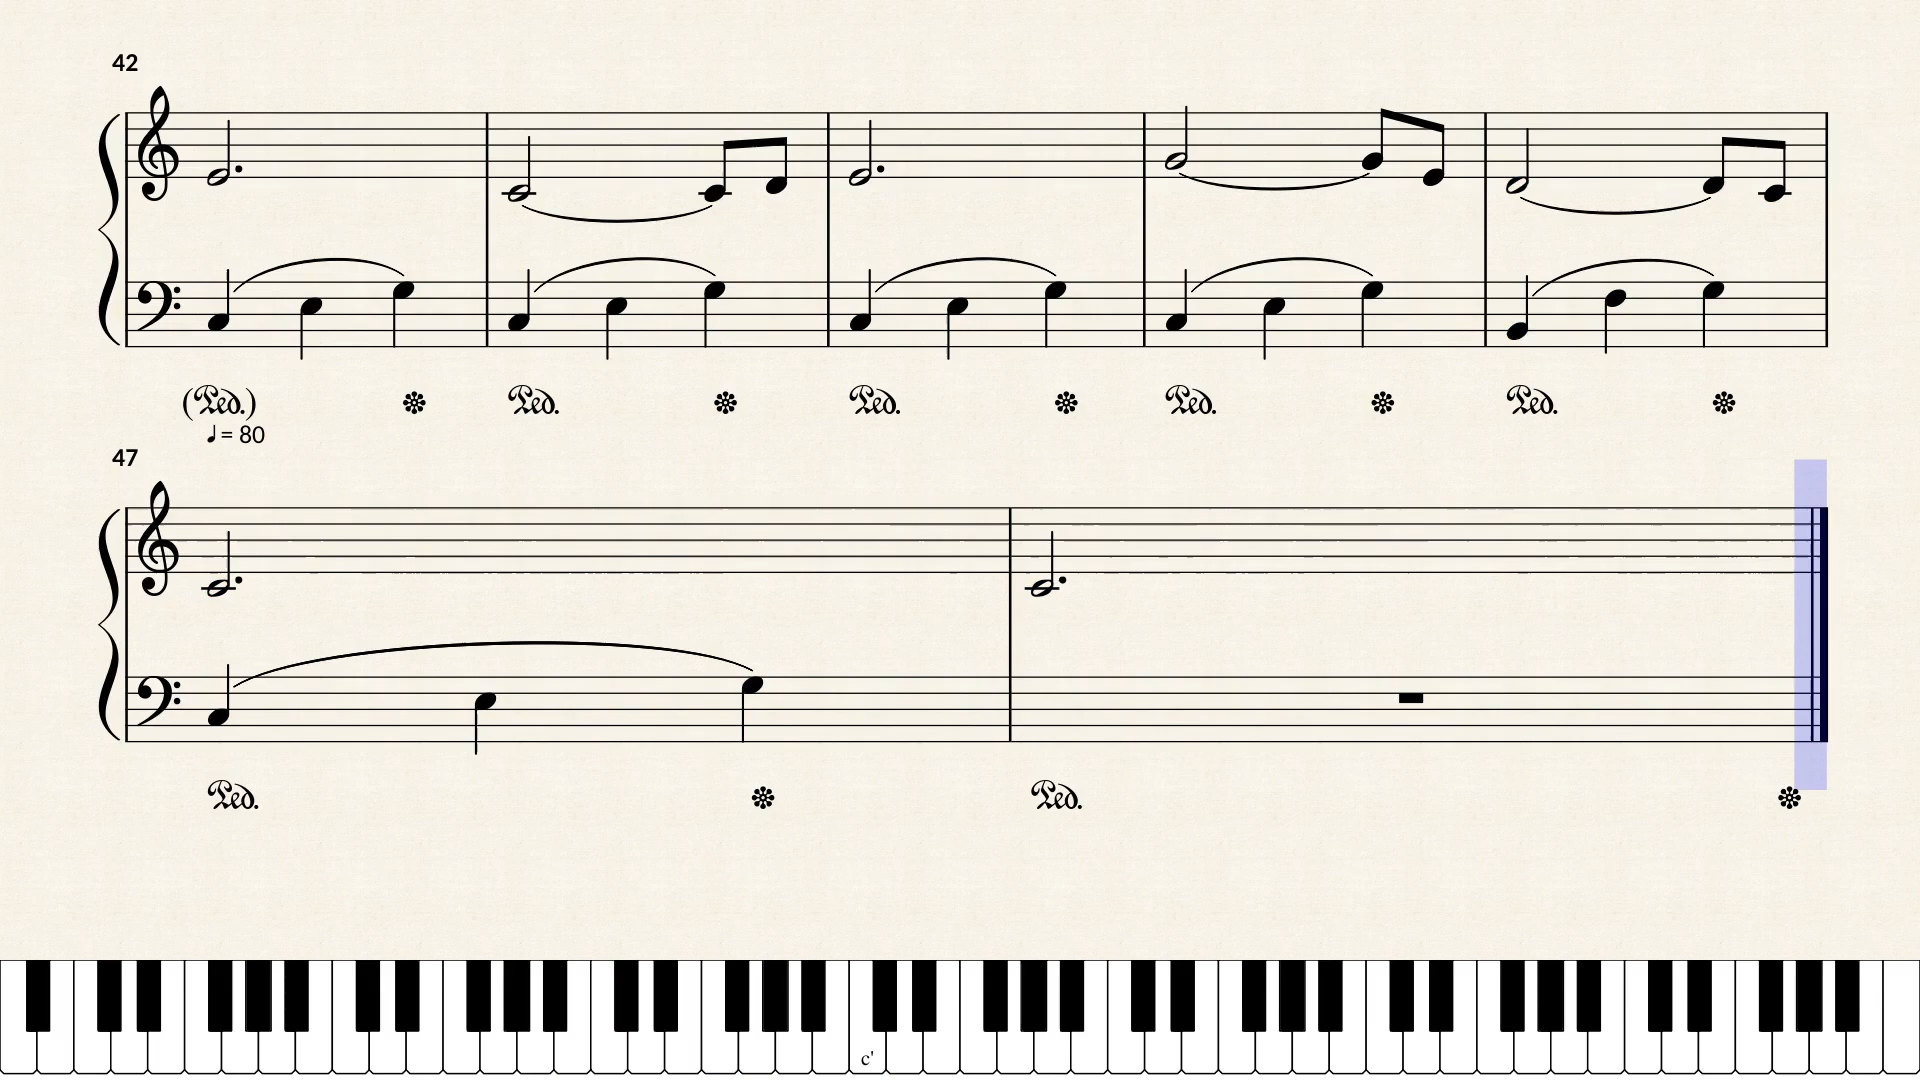 42
(Ped.) Ped. Ped. Ped. Ped.
♩= 80
47
Ped. Ped.
c'